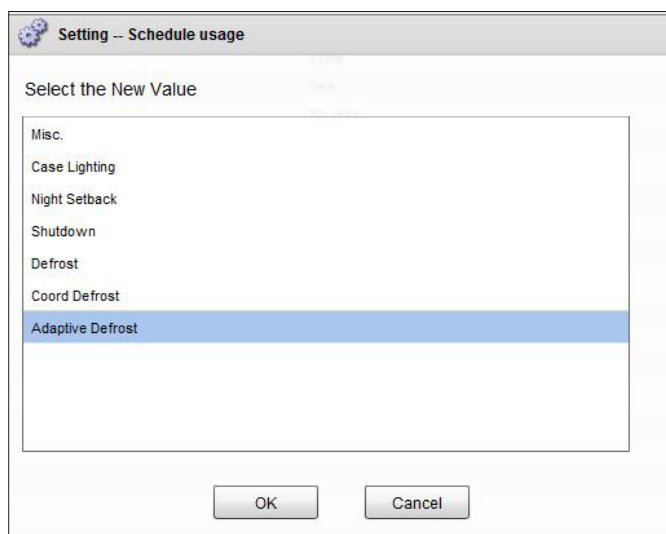 Setting -- Schedule usage
Select the New Value
Misc.
Case Lighting
Night Setback
Shutdown
Defrost
Coord Defrost
Adaptive Defrost
OK
Cancel